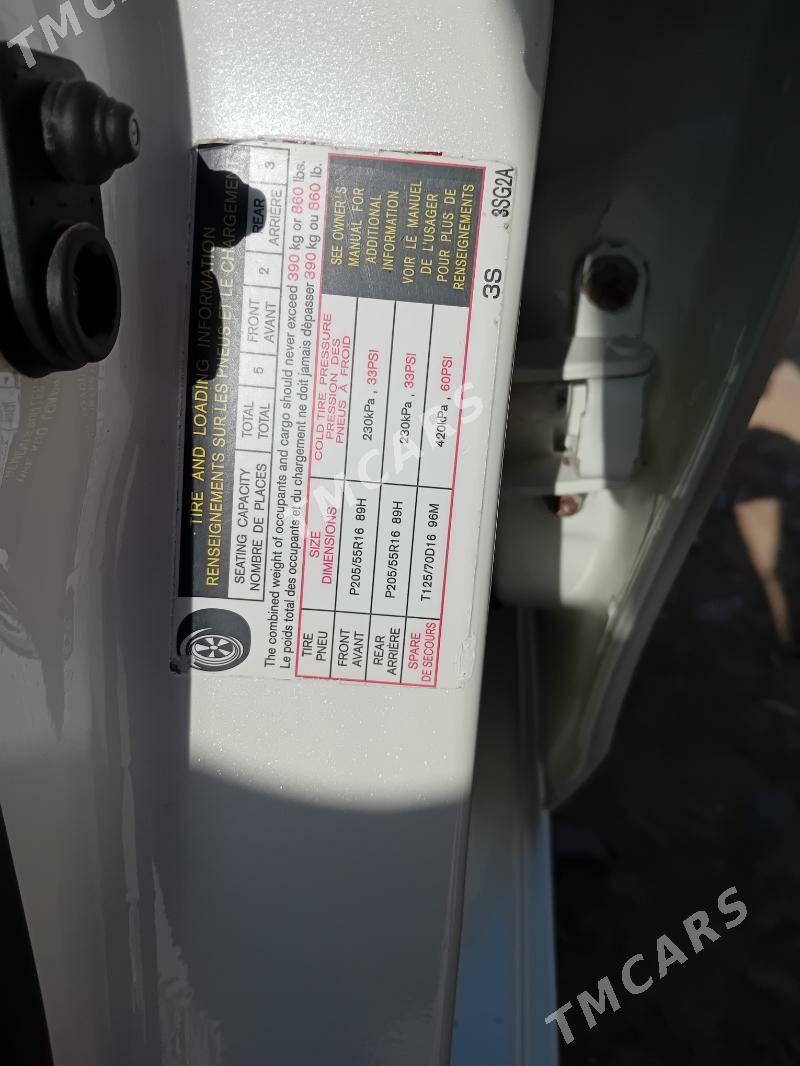 TMCARS
TIRE AND LOADING INFORMATION
RENSEIGNEMENTS SUR LES PNEUS ET LE CHARGEMENT
SEATING CAPACITY
NOMBRE DE PLACES
TOTAL
TOTAL
5
FRONT
AVANT
2
REAR
ARRIÈRE
3
The combined weight of occupants and cargo should never exceed 390 kg or 860 lbs.
Le poids total des occupants et du chargement ne doit jamais dépasser 390 kg ou 860 lb.
TIRE
PNEU
SIZE
DIMENSIONS
COLD TIRE PRESSURE
PRESSION DES
PNEUS À FROID
FRONT
AVANT
P205/55R16 89H
230kPa , 33PSI
REAR
ARRIÈRE
P205/55R16 89H
230kPa , 33PSI
SPARE
DE SECOURS
T125/70D16 96M
420kPa , 60PSI
SEE OWNER'S
MANUAL FOR
ADDITIONAL
INFORMATION
VOIR LE MANUEL
DE L'USAGER
POUR PLUS DE
RENSEIGNEMENTS
3S
3SG2A
TMCARS
TMCARS